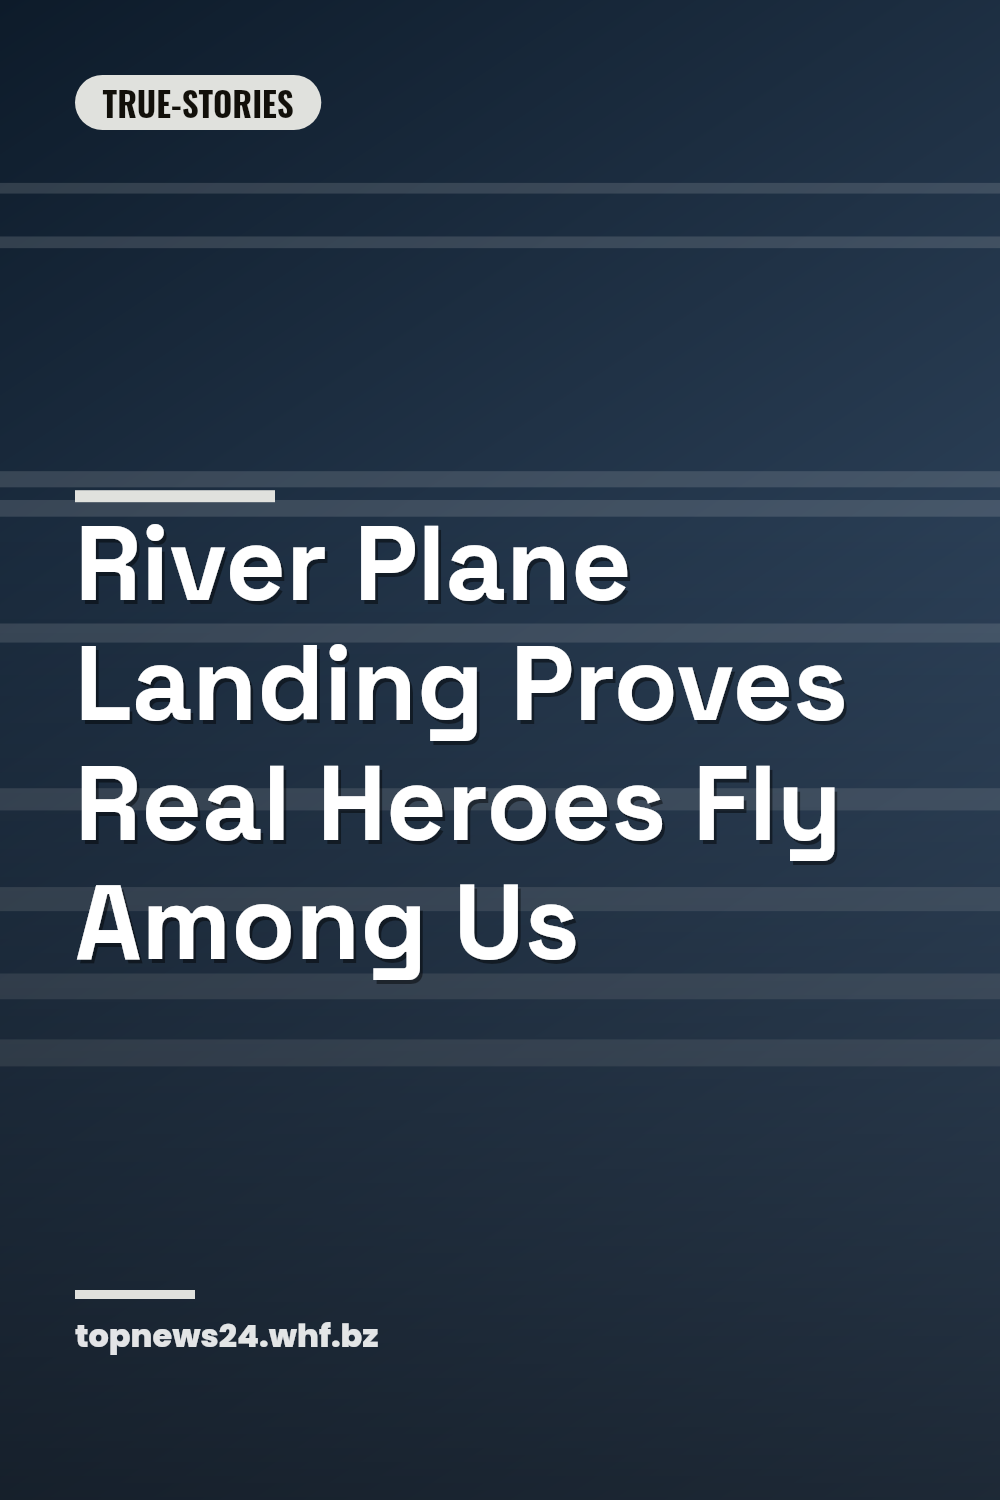 TRUE-STORIES
River Plane
Landing Proves
Real Heroes Fly
Among Us
topnews24.whf.bz